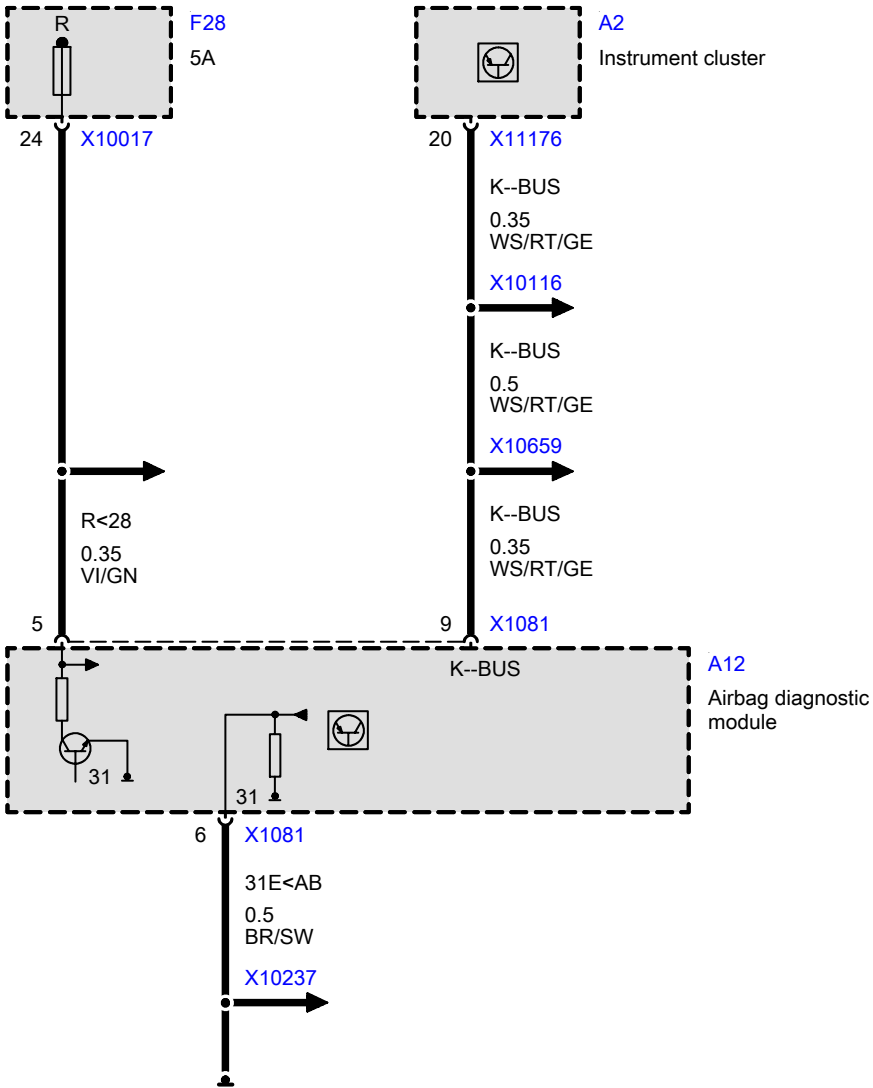 R
F28
5A
24
X10017
A2
Instrument cluster
20
X11176
K--BUS
0.35
WS/RT/GE
X10116
K--BUS
0.5
WS/RT/GE
X10659
R<28
0.35
VI/GN
K--BUS
0.35
WS/RT/GE
5
9
X1081
K--BUS
A12
Airbag diagnostic
module
31
31
6
X1081
31E<AB
0.5
BR/SW
X10237